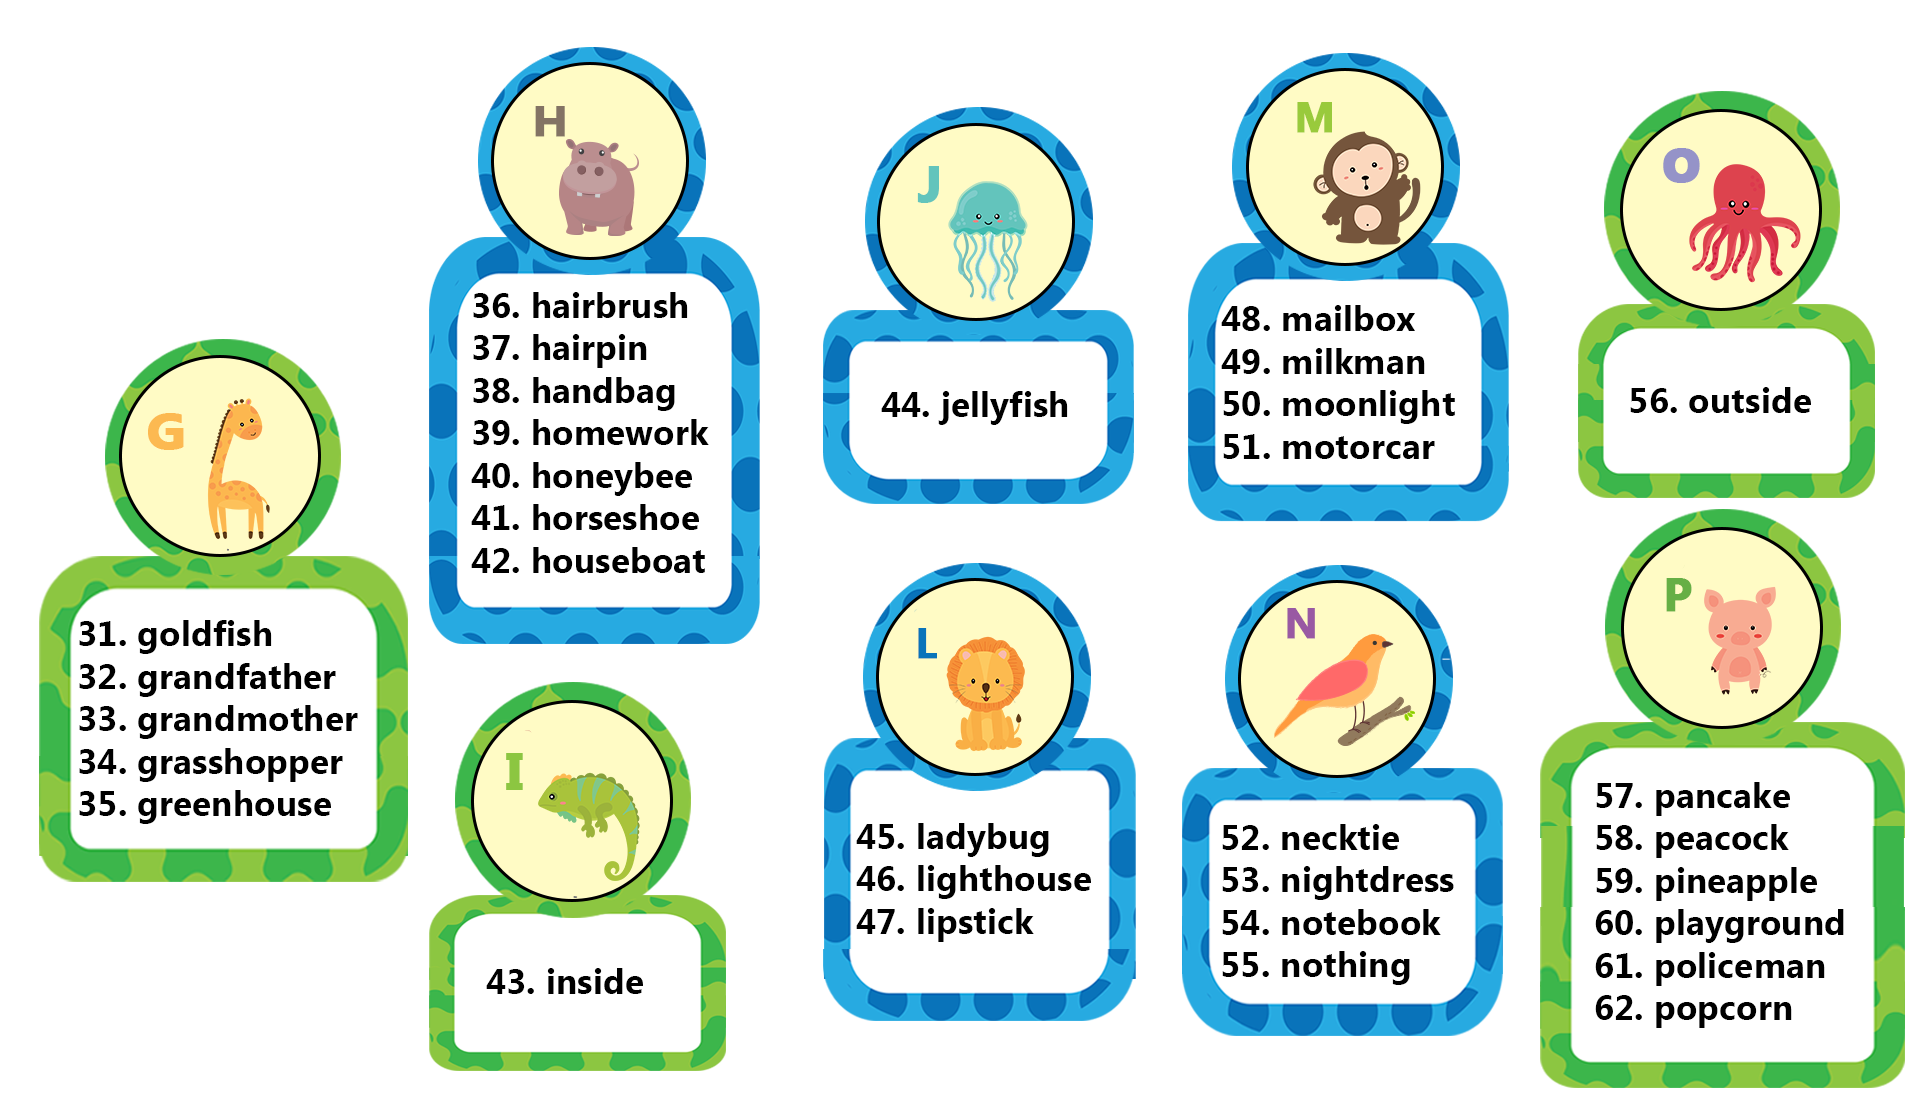 G
31. goldfish
32. grandfather
33. grandmother
34. grasshopper
35. greenhouse
H
36. hairbrush
37. hairpin
38. handbag
39. homework
40. honeybee
41. horseshoe
42. houseboat
I
43. inside
J
44. jellyfish
L
45. ladybug
46. lighthouse
47. lipstick
M
48. mailbox
49. milkman
50. moonlight
51. motorcar
N
52. necktie
53. nightdress
54. notebook
55. nothing
O
56. outside
P
57. pancake
58. peacock
59. pineapple
60. playground
61. policeman
62. popcorn